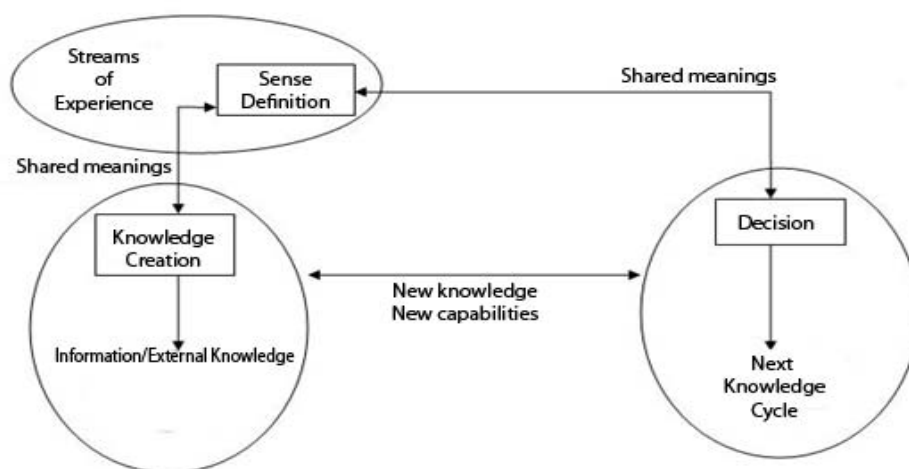 Streams
of
Experience
Sense
Definition
Shared meanings
Shared meanings
Knowledge
Creation
Decision
New knowledge
New capabilities
Information/External Knowledge
Next
Knowledge
Cycle